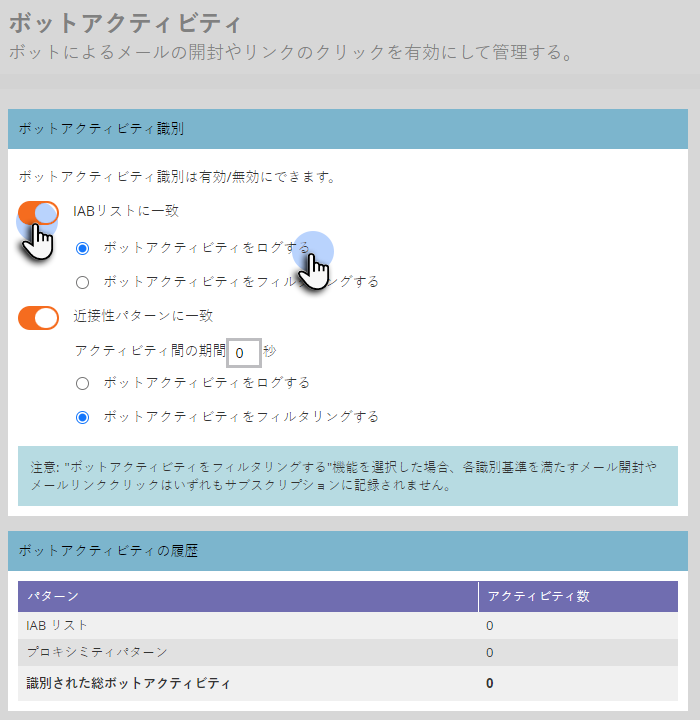 ボットアクティビティ
ボットによるメールの開封やリンクのクリックを有効にして管理する。
ボットアクティビティ識別
ボットアクティビティ識別は有効/無効にできます。
IABリストに一致
ボットアクティビティをログする
ボットアクティビティをフィルタリングする
近接性パターンに一致
アクティビティ間の期間 0 秒
ボットアクティビティをログする
ボットアクティビティをフィルタリングする
注意: "ボットアクティビティをフィルタリングする"機能を選択した場合、各識別基準を満たすメール開封や
メールリンククリックはいずれもサブスクリプションに記録されません。
ボットアクティビティの履歴
パターン アクティビティ数
IAB リスト 0
プロキシミティパターン 0
識別された総ボットアクティビティ 0